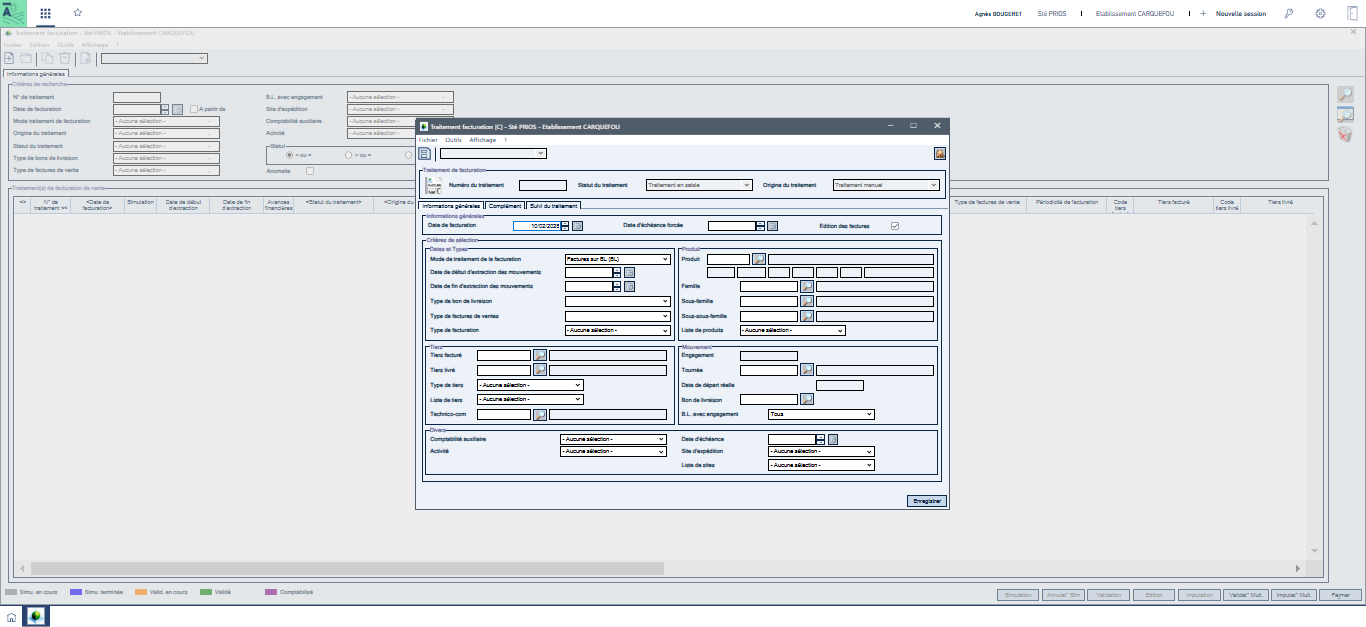 Agnès BOUGERET Sté PRIOS | Etablissement CARQUEFOU | + Nouvelle session
Traitement facturation - Sté PRIOS - Etablissement CARQUEFOU
Fichier Edition Outils Affichage ?
Informations générales
Critères de recherche
N° de traitement
Date de facturation A partir de
Mode traitement de facturation - Aucune sélection -
Origine du traitement - Aucune sélection -
Statut du traitement - Aucune sélection -
Type de bons de livraison - Aucune sélection -
Type de factures de vente - Aucune sélection -
B.L. avec engagement - Aucune sélection -
Site d'expédition - Aucune sélection -
Comptabilité auxiliaire - Aucune sélection -
Activité - Aucune sélection -
Statut
< ou = > ou =
Anomalie
Traitement(s) de facturation de vente
<> N° de traitement << <Date de facturation> Simulation Date de début d'extraction Date de fin d'extraction Avances financières <Statut du traitement> <Origine du
Type de factures de vente Périodicité de facturation Code tiers Tiers facturé Code tiers livré Tiers livré
Traitement facturation [C] - Sté PRIOS - Etablissement CARQUEFOU
Fichier Outils Affichage ?
Traitement de facturation
Numéro du traitement Statut du traitement Traitement en saisie Origine du traitement Traitement manuel
Informations générales Complément Suivi du traitement
Informations générales
Date de facturation 10/02/2025 Date d'échéance forcée Edition des factures
Critères de sélection
Dates et Types
Mode de traitement de la facturation Factures sur BL (BL)
Date de début d'extraction des mouvements
Date de fin d'extraction des mouvements
Type de bon de livraison
Type de factures de ventes
Type de facturation - Aucune sélection -
Produit
Produit
Famille
Sous-famille
Sous-sous-famille
Liste de produits - Aucune sélection -
Tiers
Tiers facturé
Tiers livré
Type de tiers - Aucune sélection -
Liste de tiers - Aucune sélection -
Technico-com
Mouvement
Engagement
Tournée
Date de départ réelle
Bon de livraison
B.L. avec engagement Tous
Divers
Comptabilité auxiliaire - Aucune sélection -
Activité - Aucune sélection -
Date d'échéance
Site d'expédition - Aucune sélection -
Liste de sites - Aucune sélection -
Enregistrer
Simu. en cours Simu. terminée Valid. en cours Validé Comptabilisé
Simulation Annulat° Sim Validation Edition Imputation Validat° Mult. Imputat° Mult. Fermer